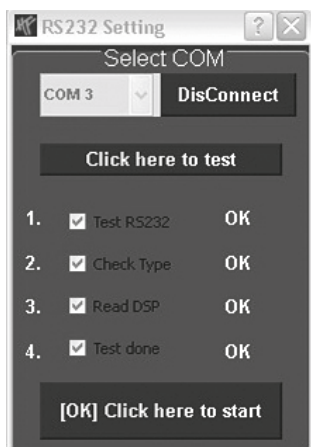 RS232 Setting
Select COM
COM 3 DisConnect
Click here to test
1. Test RS232 OK
2. Check Type OK
3. Read DSP OK
4. Test done OK
[OK] Click here to start